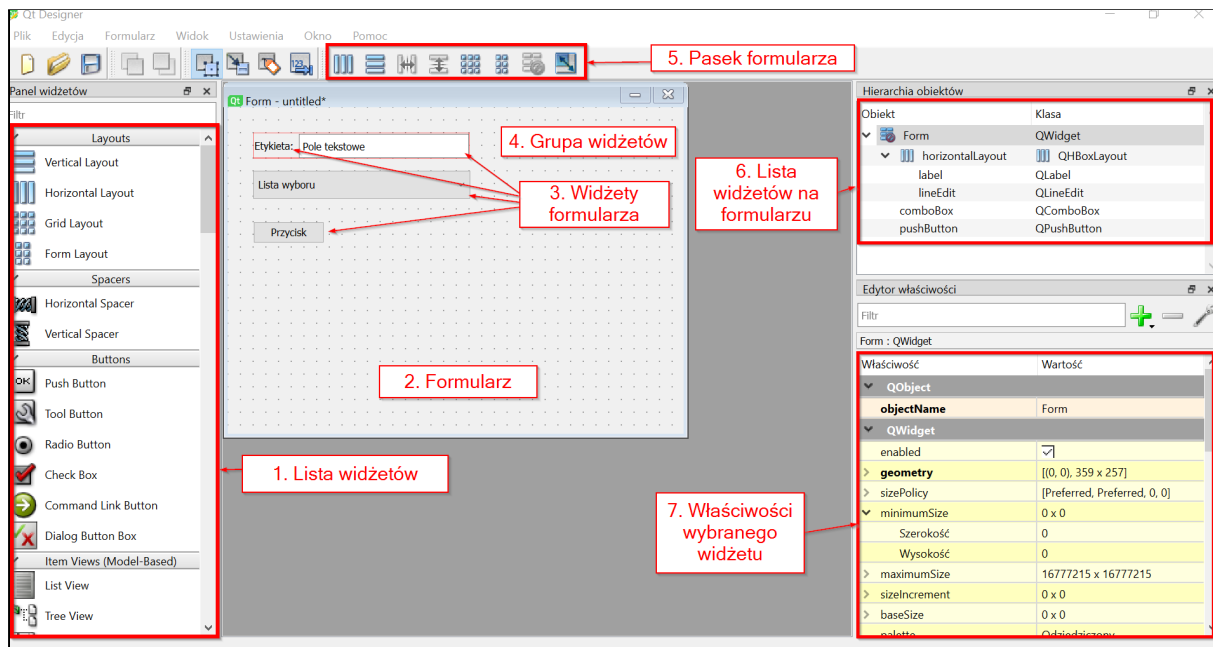 Qt Designer
Plik Edycja Formularz Widok Ustawienia Okno Pomoc
5. Pasek formularza
Panel widżetów
Filtr
Layouts
Vertical Layout
Horizontal Layout
Grid Layout
Form Layout
Spacers
Horizontal Spacer
Vertical Spacer
Buttons
OK Push Button
Tool Button
Radio Button
Check Box
Command Link Button
Dialog Button Box
Item Views (Model-Based)
List View
Tree View
1. Lista widżetów
Qt Form - untitled*
Etykieta: Pole tekstowe
4. Grupa widżetów
Lista wyboru
3. Widżety
formularza
Przycisk
2. Formularz
6. Lista
widżetów na
formularzu
7. Właściwości
wybranego
widżetu
Hierarchia obiektów
Obiekt Klasa
Form QWidget
horizontalLayout QHBoxLayout
label QLabel
lineEdit QLineEdit
comboBox QComboBox
pushButton QPushButton
Edytor właściwości
Filtr
Form : QWidget
Właściwość Wartość
QObject
objectName Form
QWidget
enabled
geometry [(0, 0), 359 x 257]
sizePolicy [Preferred, Preferred, 0, 0]
minimumSize 0 x 0
Szerokość 0
Wysokość 0
maximumSize 16777215 x 16777215
sizeIncrement 0 x 0
baseSize 0 x 0
palette Odziedziczony